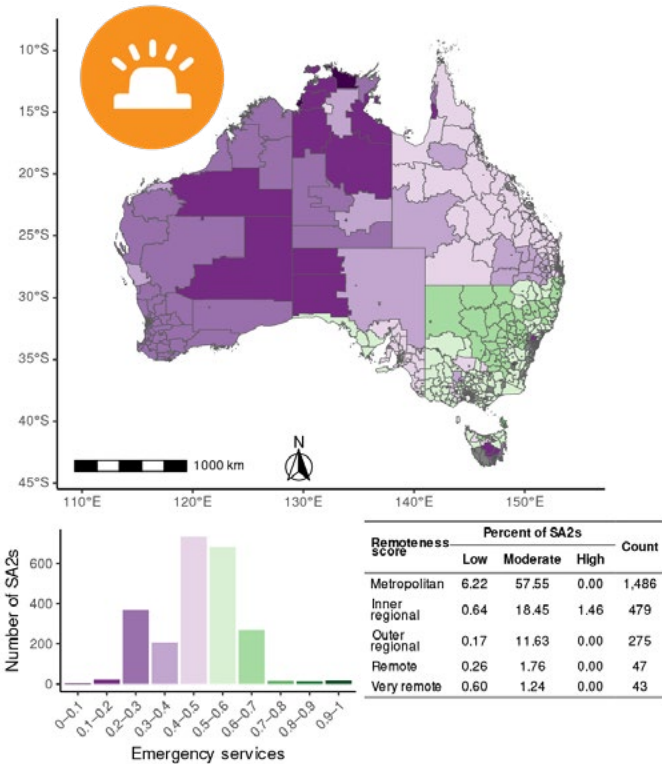 10°S
15°S
20°S
25°S
30°S
35°S
40°S
45°S
N
1000 km
110°E 120°E 130°E 140°E 150°E
Number of SA2s
600
400
200
0
0–0.1 0.1–0.2 0.2–0.3 0.3–0.4 0.4–0.5 0.5–0.6 0.6–0.7 0.7–0.8 0.8–0.9 0.9–1
Emergency services
Remoteness score Percent of SA2s Count
Low Moderate High
Metropolitan 6.22 57.55 0.00 1,486
Inner regional 0.64 18.45 1.46 479
Outer regional 0.17 11.63 0.00 275
Remote 0.26 1.76 0.00 47
Very remote 0.60 1.24 0.00 43